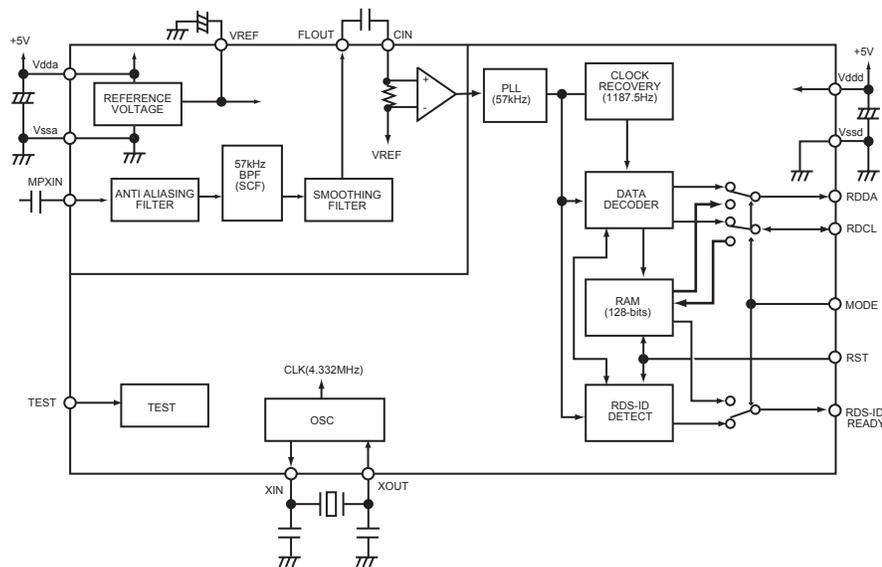 +5V
Vdda
Vssa
REFERENCE
VOLTAGE
VREF
FLOUT
CIN
+
-
VREF
PLL
(57kHz)
CLOCK
RECOVERY
(1187.5Hz)
+5V
Vddd
Vssd
MPXIN
ANTI ALIASING
FILTER
57kHz
BPF
(SCF)
SMOOTHING
FILTER
DATA
DECODER
RDDA
RDCL
RAM
(128-bits)
MODE
RST
CLK(4.332MHz)
TEST
TEST
OSC
RDS-ID
DETECT
RDS-ID
READY
XIN
XOUT